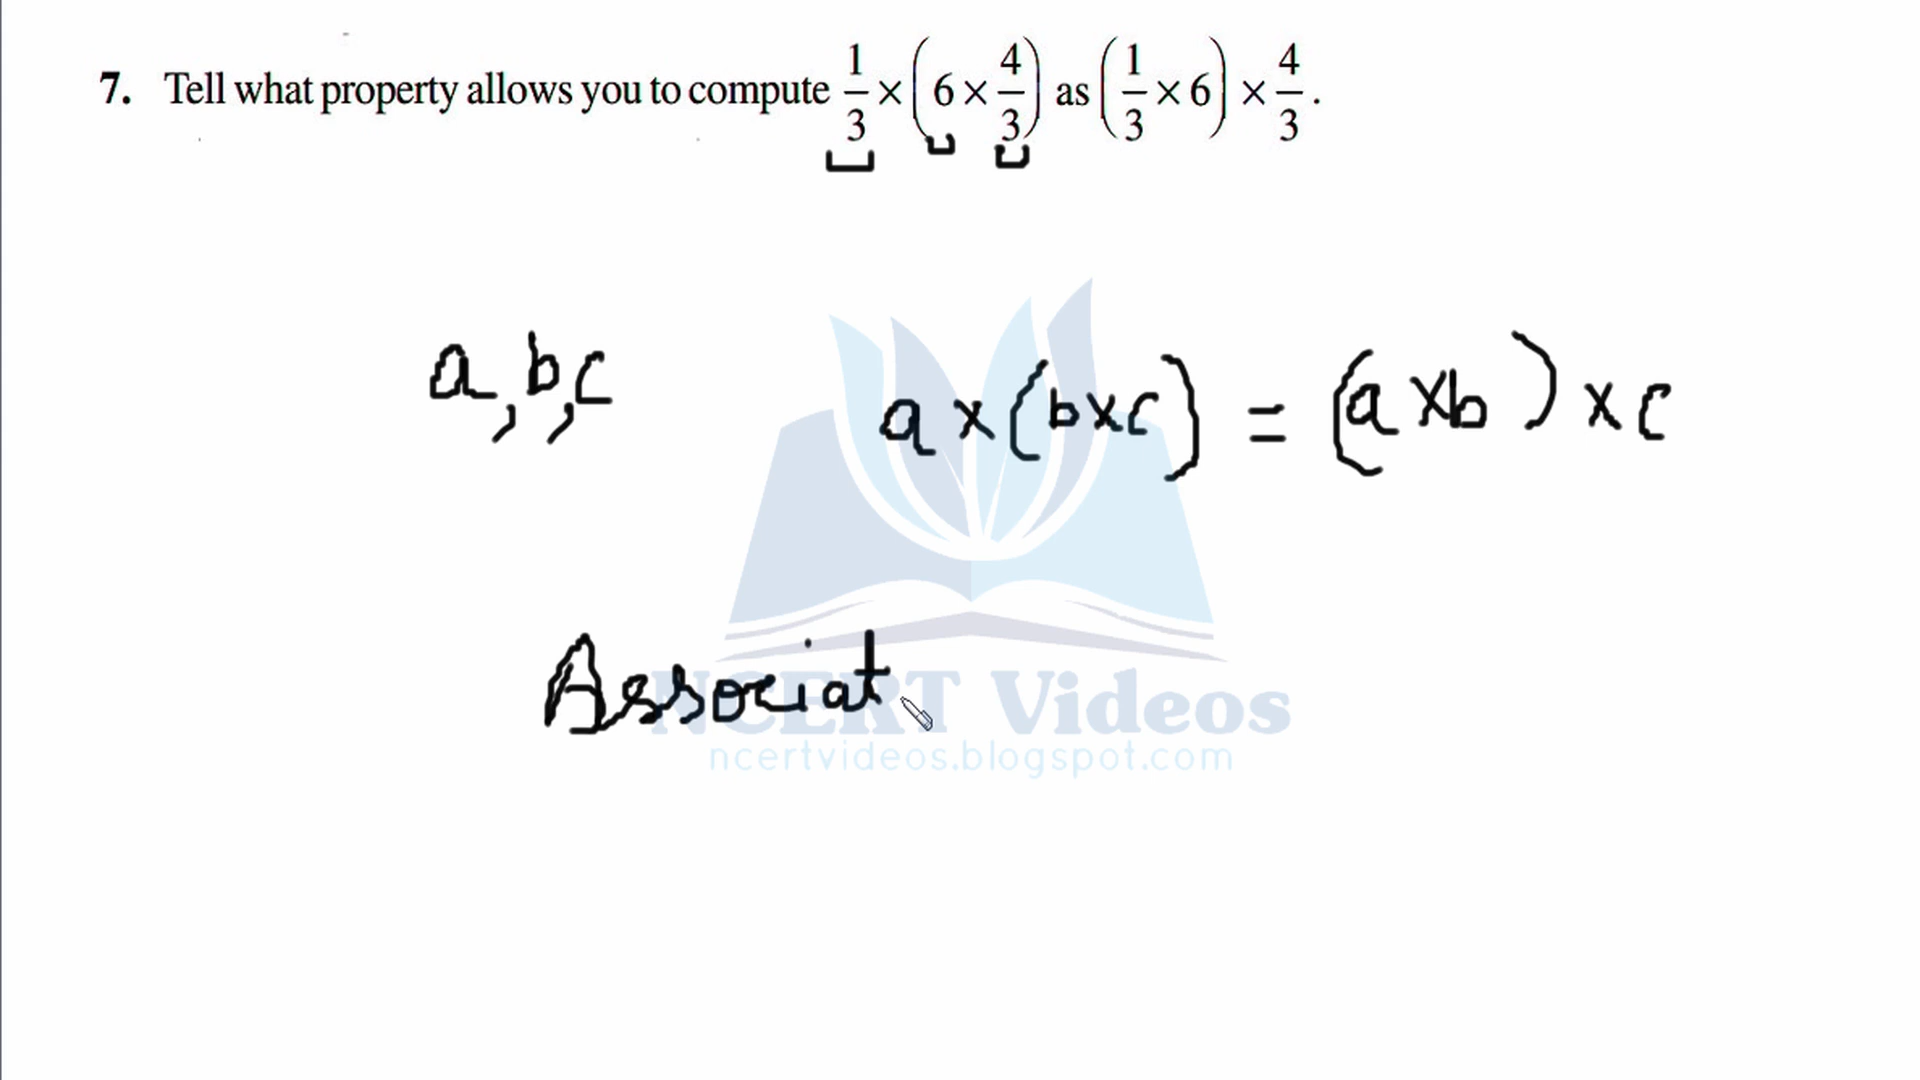 7. Tell what property allows you to compute 1/3 × (6 × 4/3) as (1/3 × 6) × 4/3.
a, b, c
a × (b × c) = (a × b) × c
Associat
NCERT Videos
ncertvideos.blogspot.com